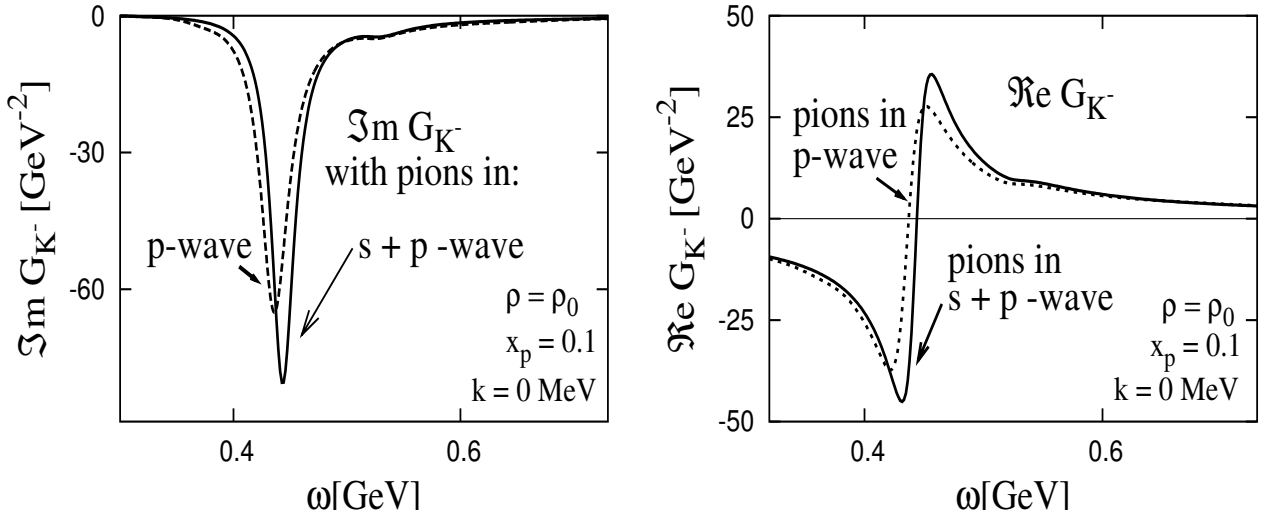 ℑm G_K- [GeV^-2]
0
-30
-60
ℑm G_K-
with pions in:
p-wave
s + p -wave
ρ = ρ_0
x_p = 0.1
k = 0 MeV
0.4
0.6
ω[GeV]
ℜe G_K- [GeV^-2]
50
25
0
-25
-50
ℜe G_K-
pions in
p-wave
pions in
s + p -wave
ρ = ρ_0
x_p = 0.1
k = 0 MeV
0.4
0.6
ω[GeV]